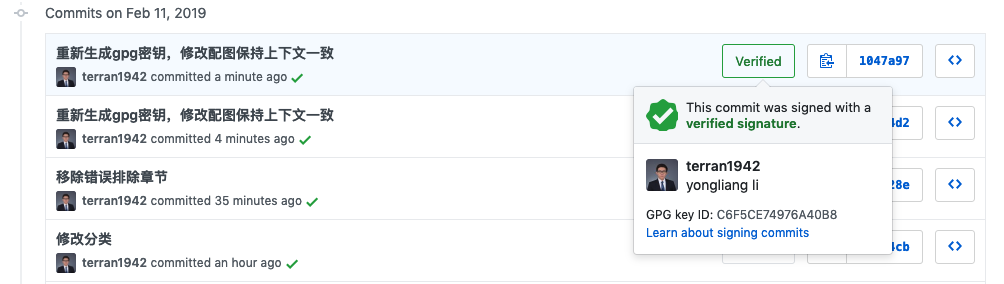 Commits on Feb 11, 2019
重新生成gpg密钥，修改配图保持上下文一致
terran1942 committed a minute ago
Verified
1047a97
This commit was signed with a
verified signature.
重新生成gpg密钥，修改配图保持上下文一致
terran1942 committed 4 minutes ago
d2
terran1942
yongliang li
移除错误排除章节
terran1942 committed 35 minutes ago
28e
GPG key ID: C6F5CE74976A40B8
Learn about signing commits
修改分类
terran1942 committed an hour ago
cb